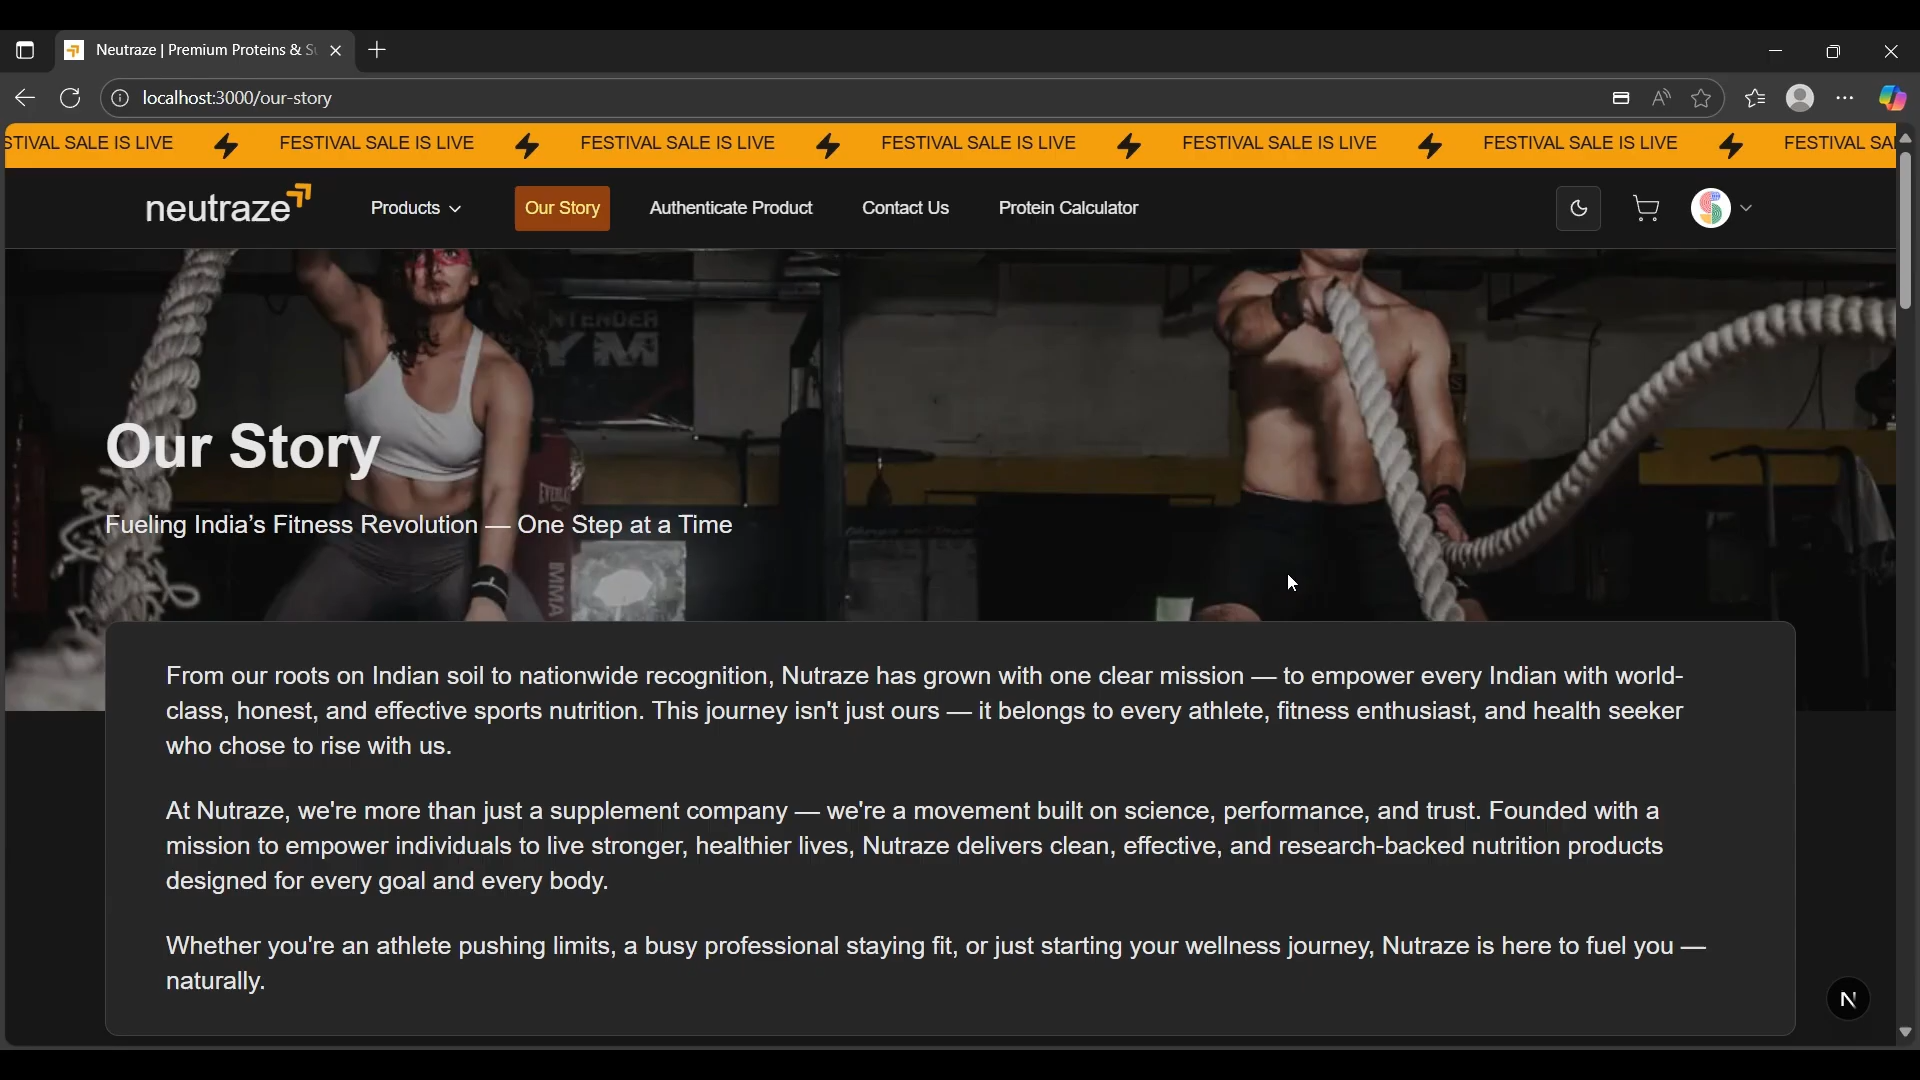 Neutraze | Premium Proteins & Su
localhost:3000/our-story
STIVAL SALE IS LIVE FESTIVAL SALE IS LIVE FESTIVAL SALE IS LIVE FESTIVAL SALE IS LIVE FESTIVAL SALE IS LIVE FESTIVAL SALE IS LIVE FESTIVAL SAL
neutraze Products Our Story Authenticate Product Contact Us Protein Calculator
TENDER
YM
Our Story
EVERLAS
Fueling India’s Fitness Revolution — One Step at a Time
MMA
From our roots on Indian soil to nationwide recognition, Nutraze has grown with one clear mission — to empower every Indian with world-
class, honest, and effective sports nutrition. This journey isn't just ours — it belongs to every athlete, fitness enthusiast, and health seeker
who chose to rise with us.
At Nutraze, we're more than just a supplement company — we're a movement built on science, performance, and trust. Founded with a
mission to empower individuals to live stronger, healthier lives, Nutraze delivers clean, effective, and research-backed nutrition products
designed for every goal and every body.
Whether you're an athlete pushing limits, a busy professional staying fit, or just starting your wellness journey, Nutraze is here to fuel you —
naturally.
N